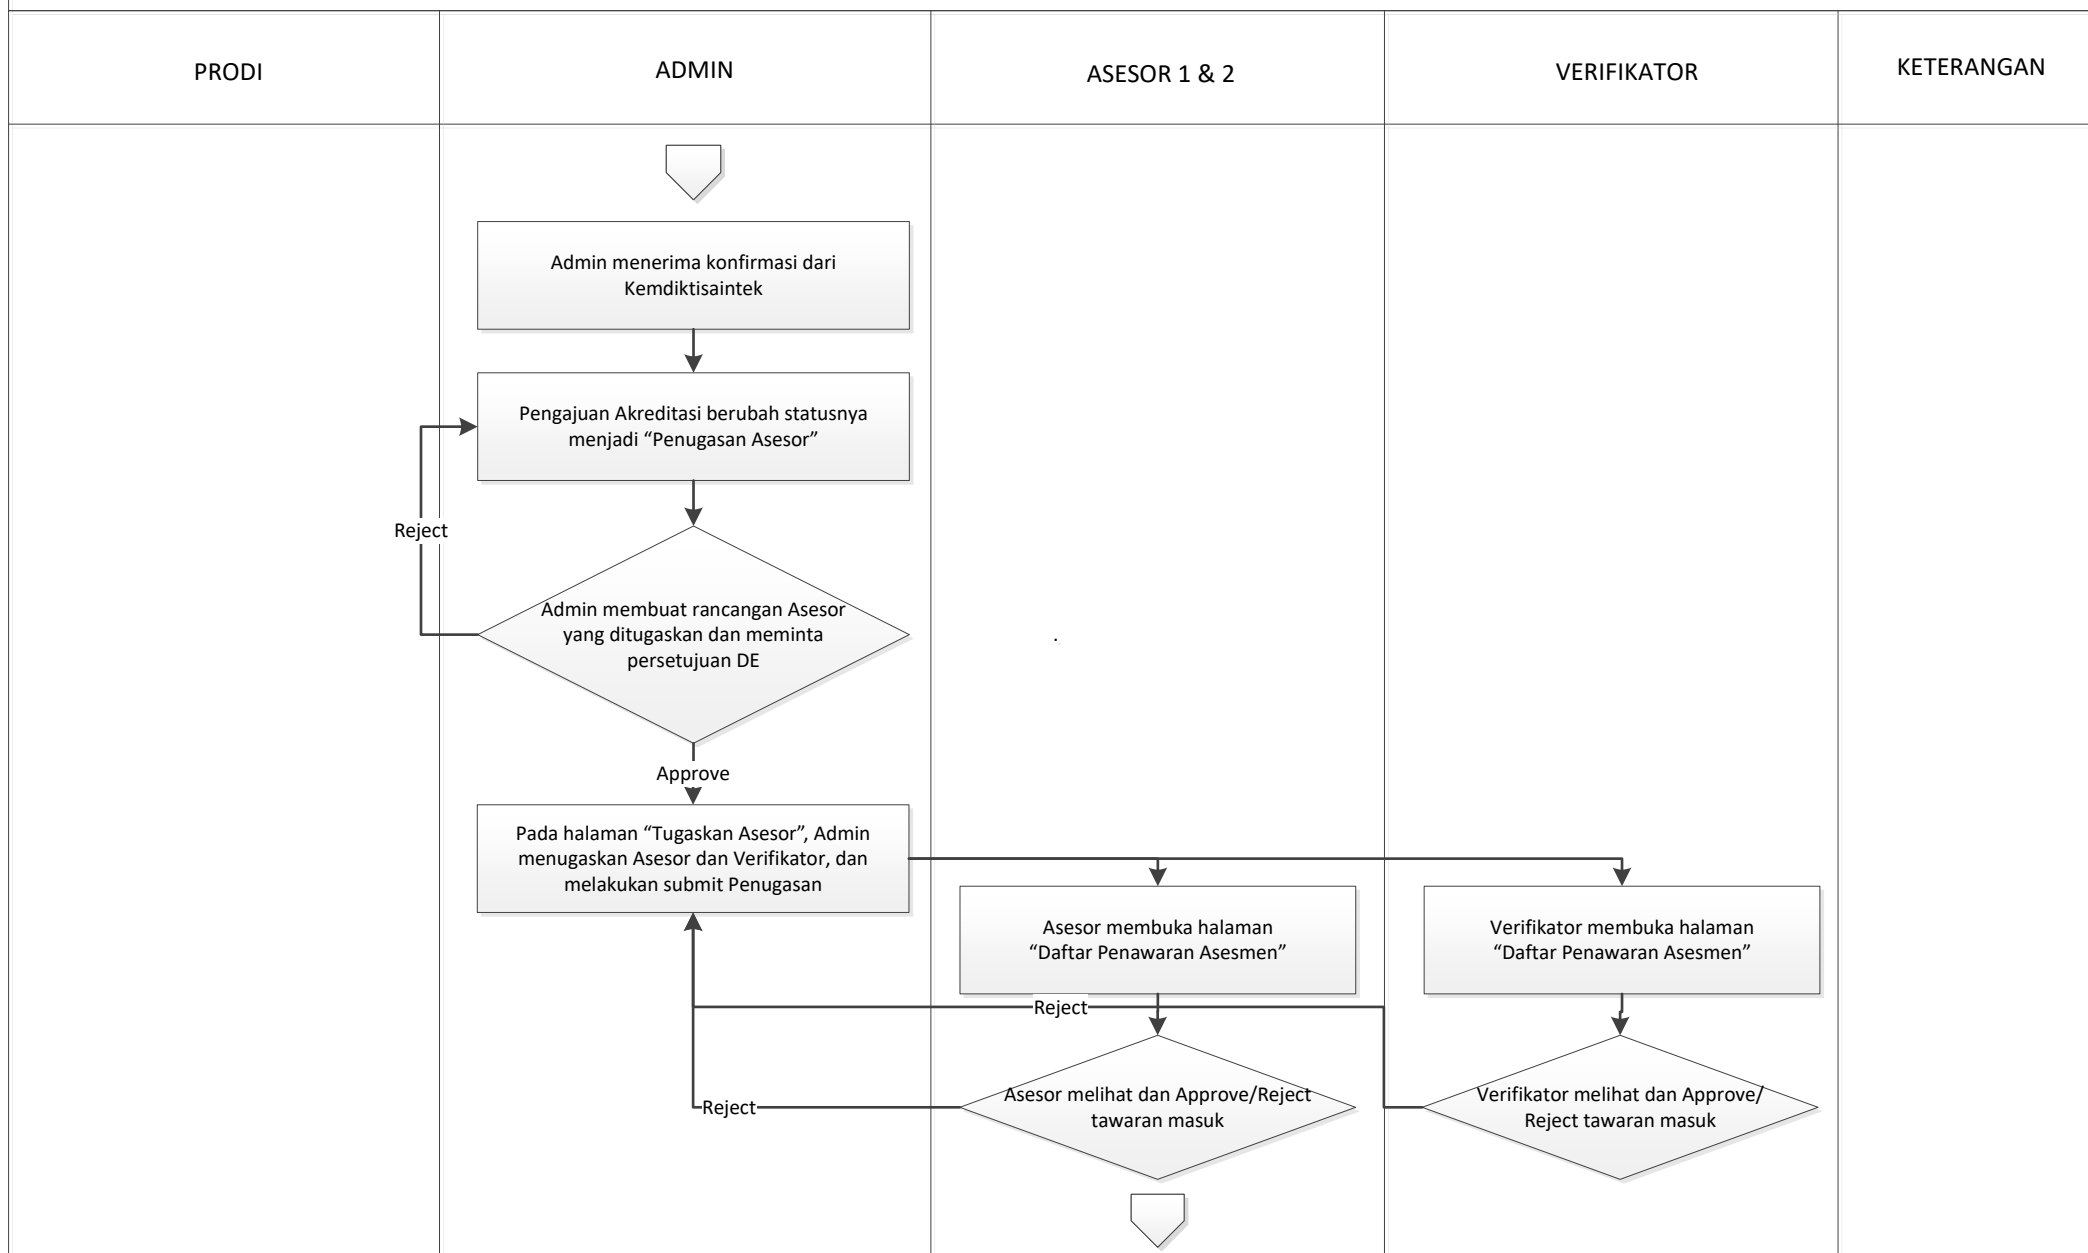 PRODI
ADMIN
ASESOR 1 & 2
VERIFIKATOR
KETERANGAN
Admin menerima konfirmasi dari
Kemdiktisaintek
Pengajuan Akreditasi berubah statusnya
menjadi “Penugasan Asesor”
Reject
Admin membuat rancangan Asesor
yang ditugaskan dan meminta
persetujuan DE
.
Approve
Pada halaman “Tugaskan Asesor”, Admin
menugaskan Asesor dan Verifikator, dan
melakukan submit Penugasan
Asesor membuka halaman
“Daftar Penawaran Asesmen”
Verifikator membuka halaman
“Daftar Penawaran Asesmen”
Reject
Reject
Asesor melihat dan Approve/Reject
tawaran masuk
Verifikator melihat dan Approve/
Reject tawaran masuk